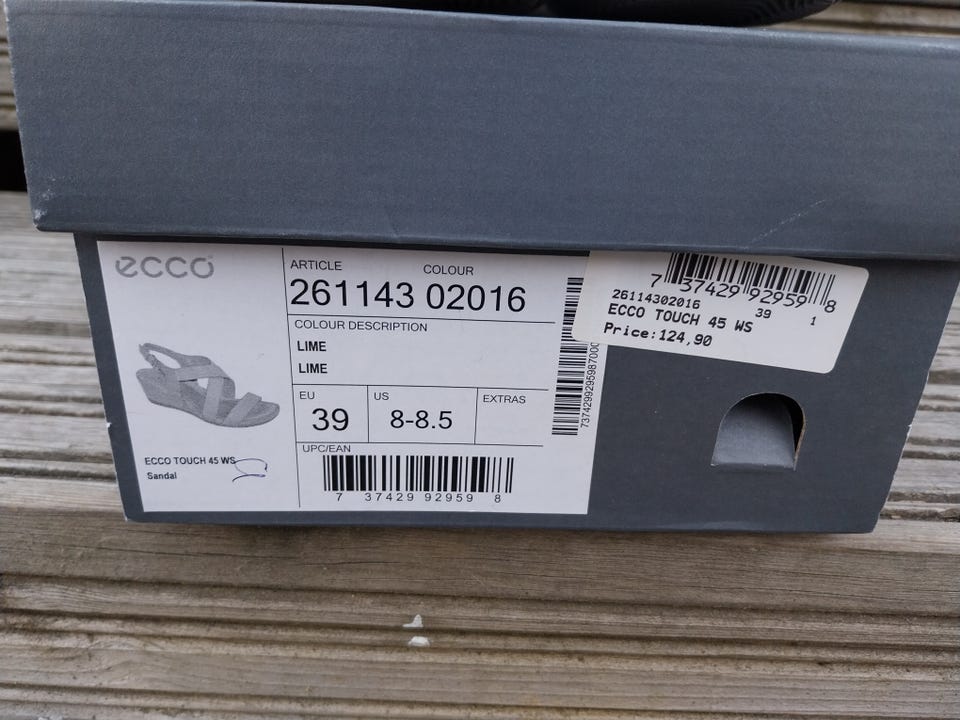 ecco
ARTICLE COLOUR
261143 02016
COLOUR DESCRIPTION
LIME
LIME
EU US EXTRAS
39 8-8.5
UPC/EAN
7 37429 92959 8
ECCO TOUCH 45 WS
Sandal
7374299295987000
7 37429 92959 8
26114302016 39 1
ECCO TOUCH 45 WS
Price:124,90